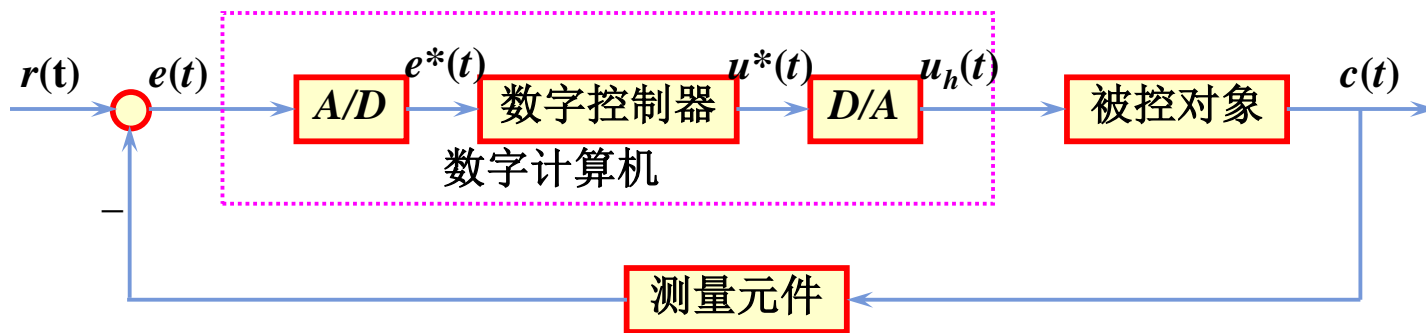 r(t)
e(t)
A/D
e*(t)
数字控制器
u*(t)
D/A
u_h(t)
被控对象
c(t)
数字计算机
−
测量元件